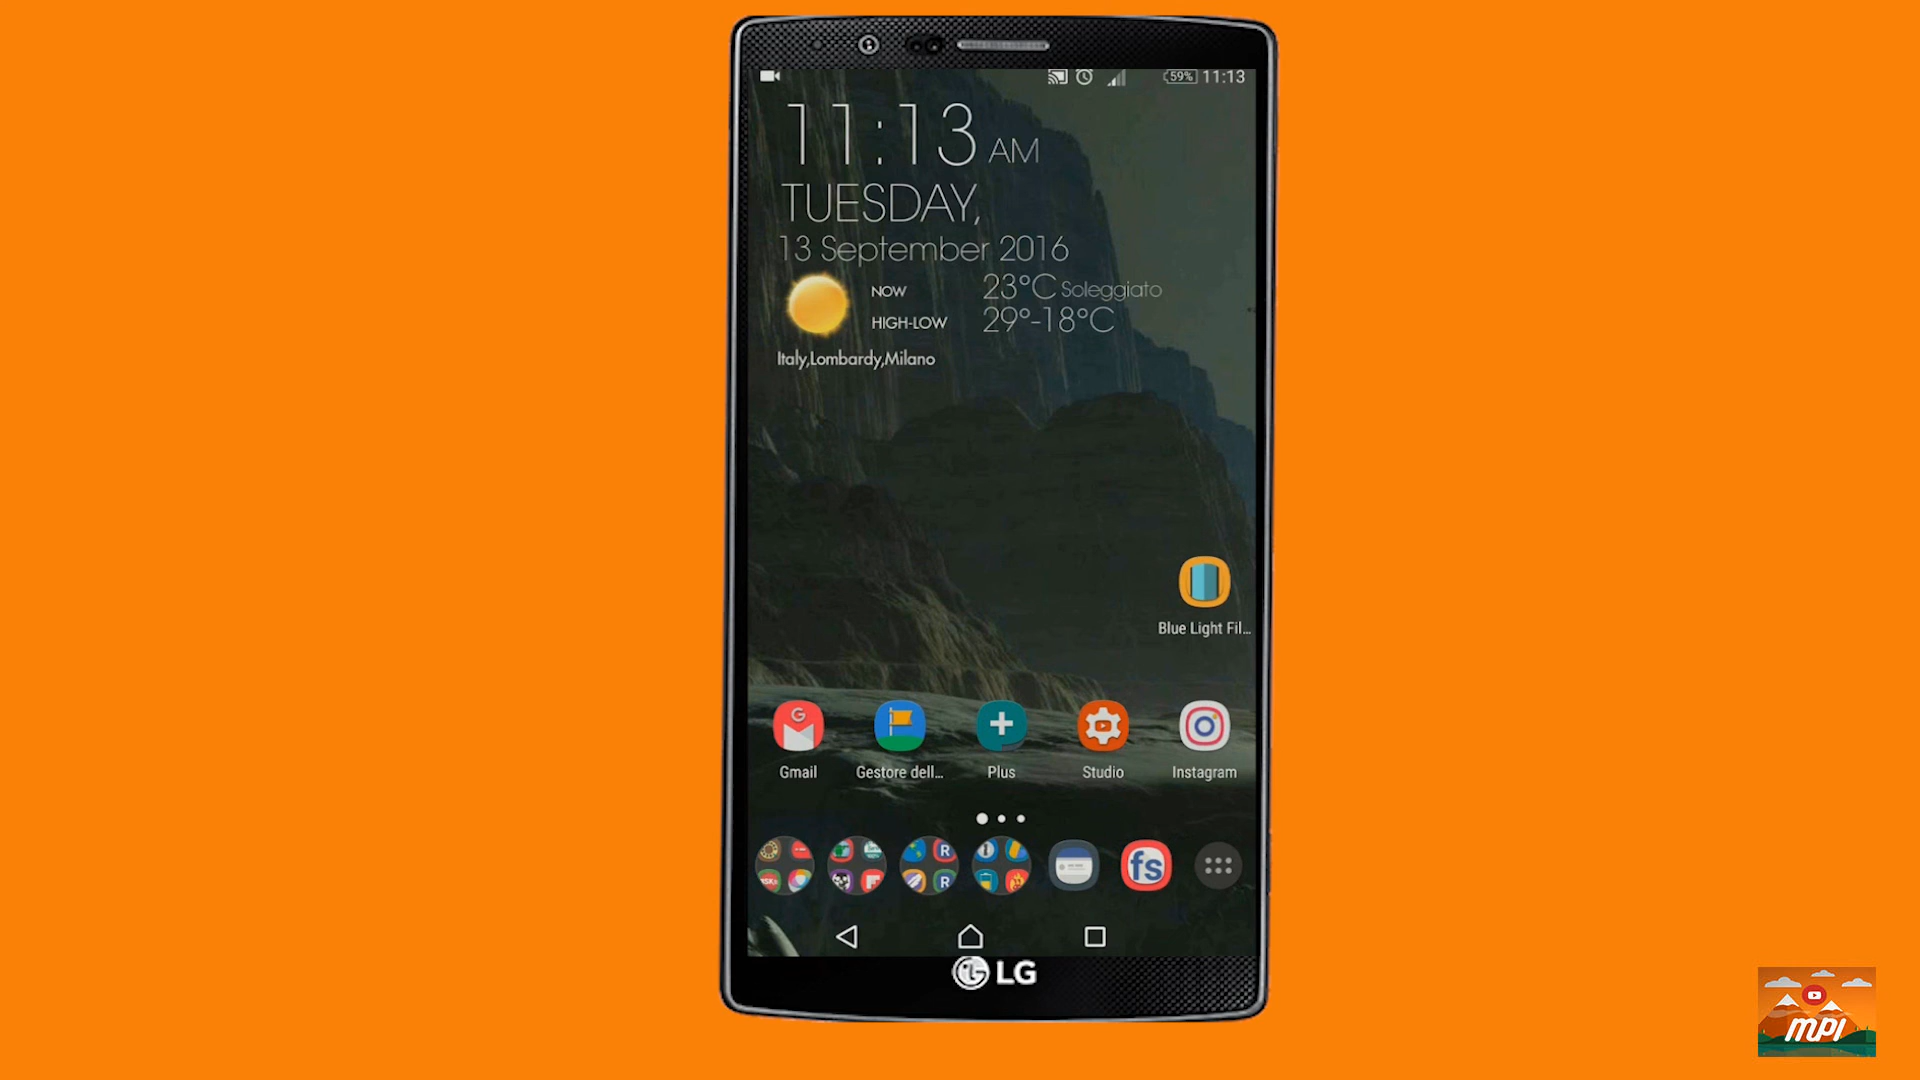 59% 11:13
11:13 AM
TUESDAY,
13 September 2016
NOW 23°C Soleggiato
HIGH-LOW 29°-18°C
Italy,Lombardy,Milano
Blue Light Fil...
G
Gmail Gestore dell... Plus Studio Instagram
R
R
fs
LG
MPI